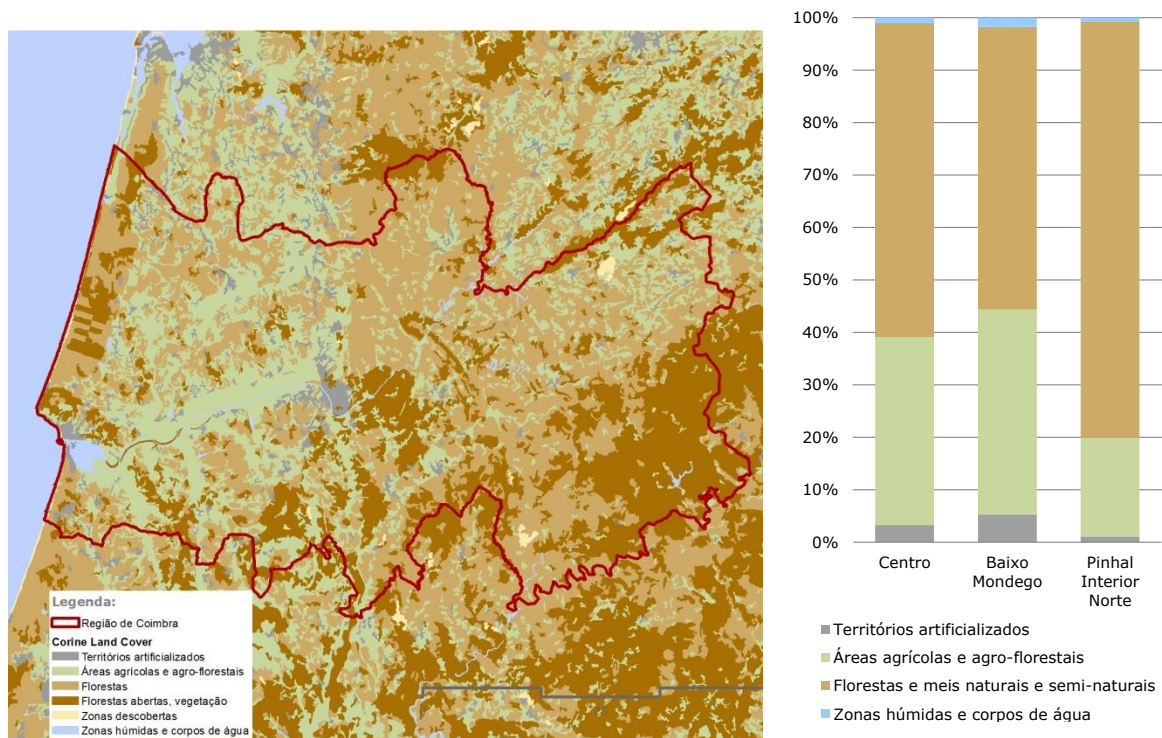 Legenda:
Região de Coimbra
Corine Land Cover
Territórios artificializados
Áreas agrícolas e agro-florestais
Florestas
Florestas abertas, vegetação
Zonas descobertas
Zonas húmidas e corpos de água
100%
90%
80%
70%
60%
50%
40%
30%
20%
10%
0%
Centro
Baixo
Mondego
Pinhal
Interior
Norte
Territórios artificializados
Áreas agrícolas e agro-florestais
Florestas e meis naturais e semi-naturais
Zonas húmidas e corpos de água